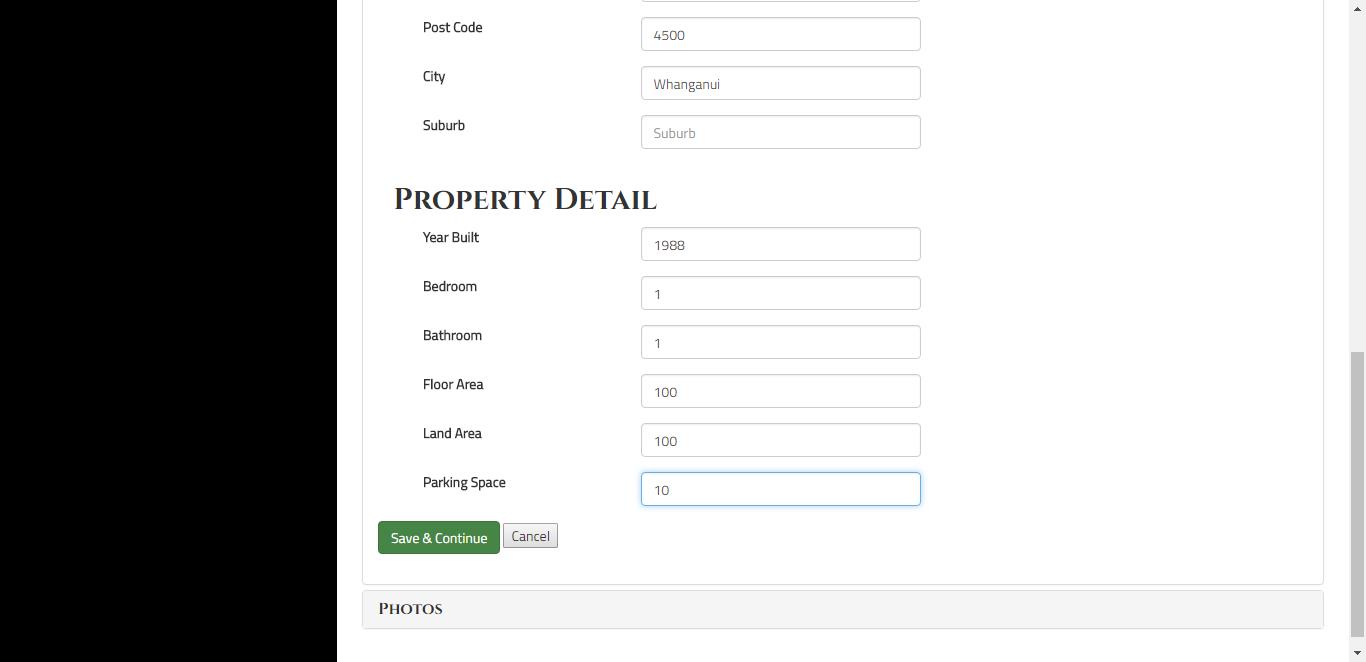 Post Code 4500
City Whanganui
Suburb Suburb
PROPERTY DETAIL
Year Built 1988
Bedroom 1
Bathroom 1
Floor Area 100
Land Area 100
Parking Space 10
Save & Continue Cancel
PHOTOS